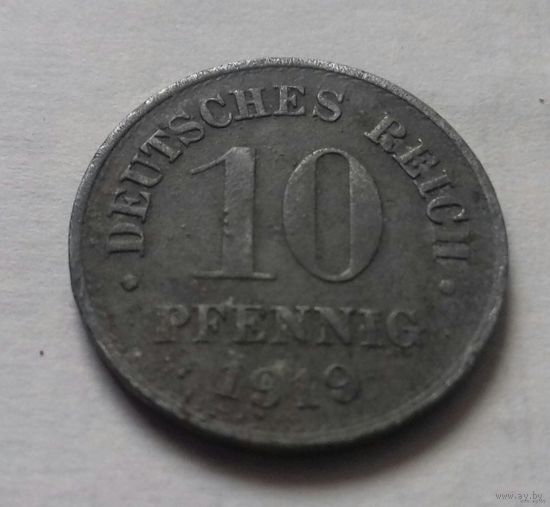 DEUTSCHES REICH
10
PFENNIG
1919
www.ay.by